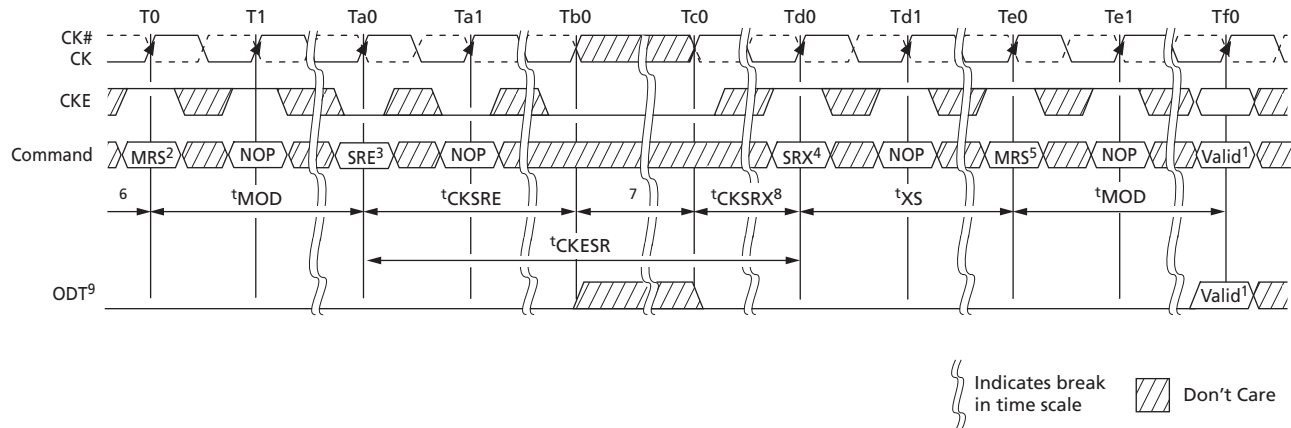 T0 T1 Ta0 Ta1 Tb0 Tc0 Td0 Td1 Te0 Te1 Tf0
CK#
CK
CKE
Command MRS² NOP SRE³ NOP SRX⁴ NOP MRS⁵ NOP Valid¹
6 ᵗMOD ᵗCKSRE 7 ᵗCKSRX⁸ ᵗXS ᵗMOD
ᵗCKESR
ODT⁹ Valid¹
Indicates break
in time scale
Don't Care